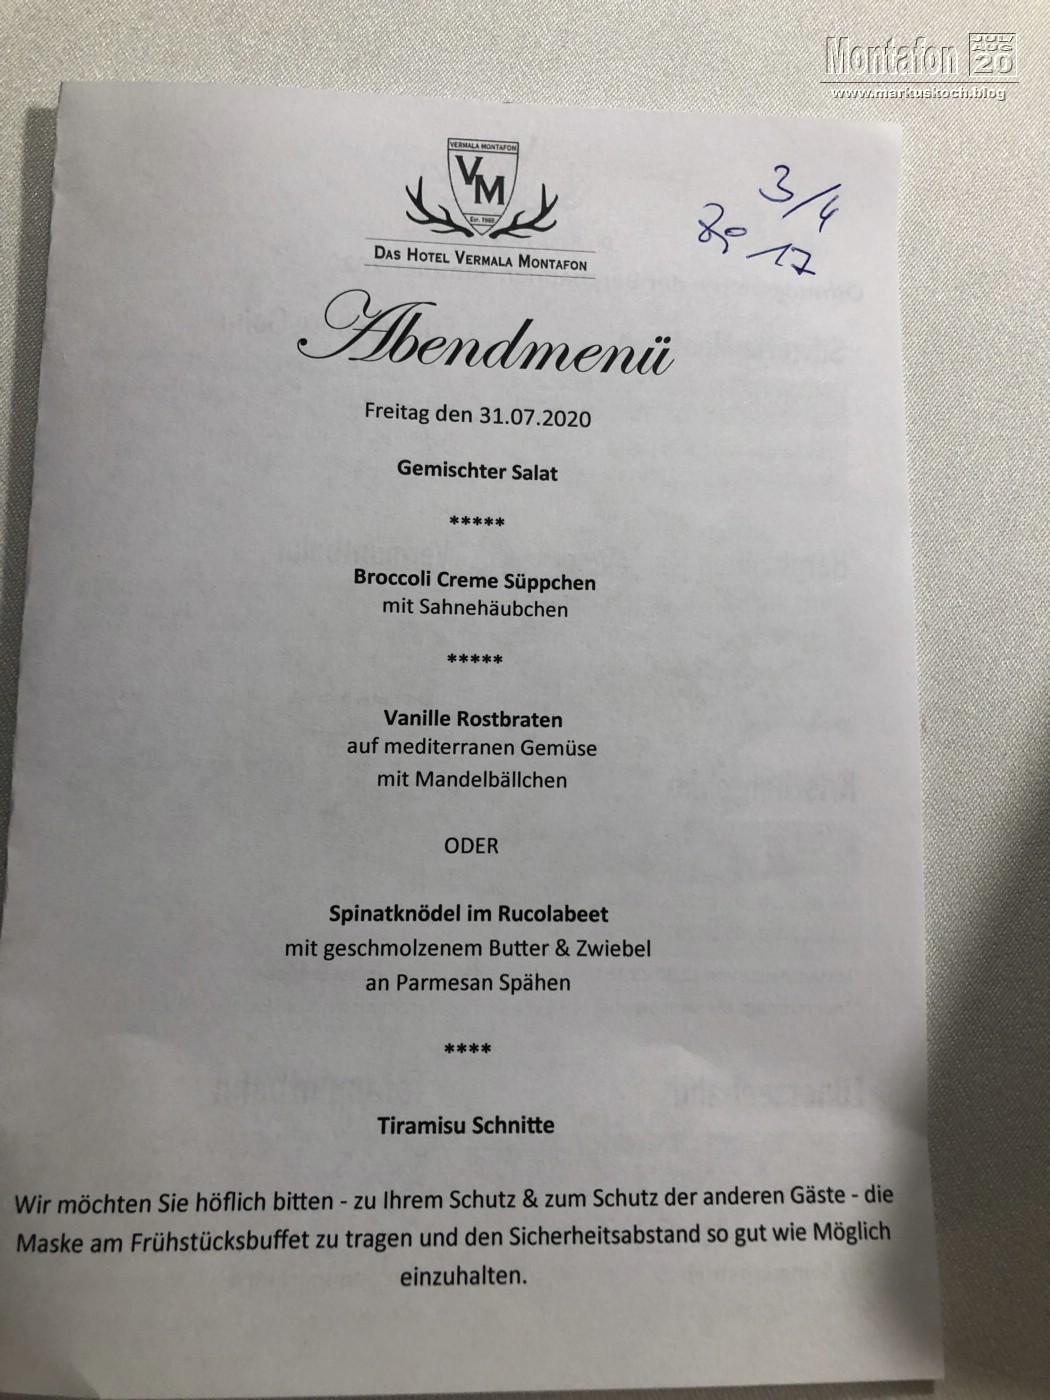 Montafon JUL/ AUG 20
www.markuskoch.blog
VERMALA MONTAFON
VM
Est. 1968
DAS HOTEL VERMALA MONTAFON
3/4
17
Abendmenü
Freitag den 31.07.2020
Gemischter Salat
*****
Broccoli Creme Süppchen
mit Sahnehäubchen
*****
Vanille Rostbraten
auf mediterranen Gemüse
mit Mandelbällchen
ODER
Spinatknödel im Rucolabeet
mit geschmolzenem Butter & Zwiebel
an Parmesan Spähen
****
Tiramisu Schnitte
Wir möchten Sie höflich bitten - zu Ihrem Schutz & zum Schutz der anderen Gäste - die
Maske am Frühstücksbuffet zu tragen und den Sicherheitsabstand so gut wie Möglich
einzuhalten.